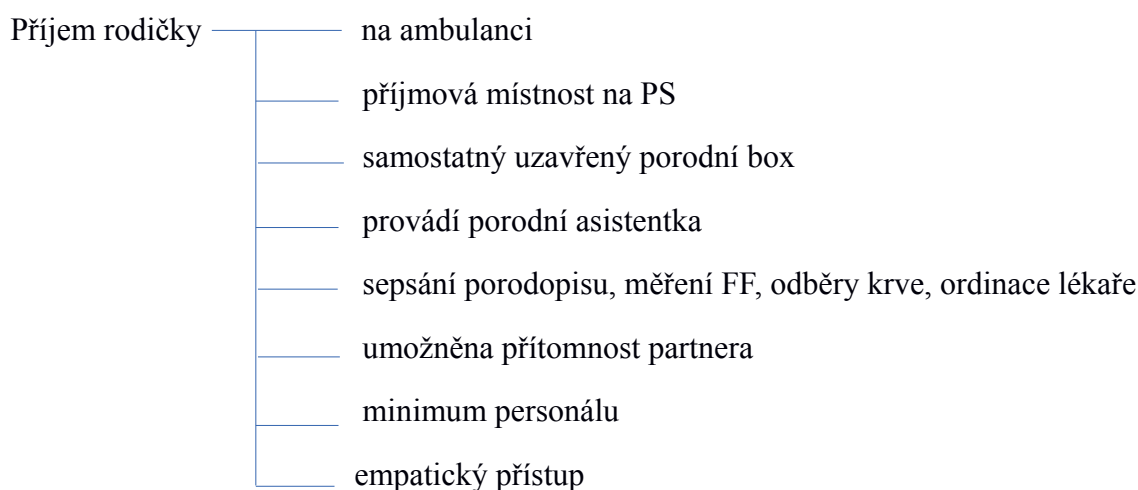 Příjem rodičky na ambulanci
příjmová místnost na PS
samostatný uzavřený porodní box
provádí porodní asistentka
sepsání porodopisu, měření FF, odběry krve, ordinace lékaře
umožněna přítomnost partnera
minimum personálu
empatický přístup